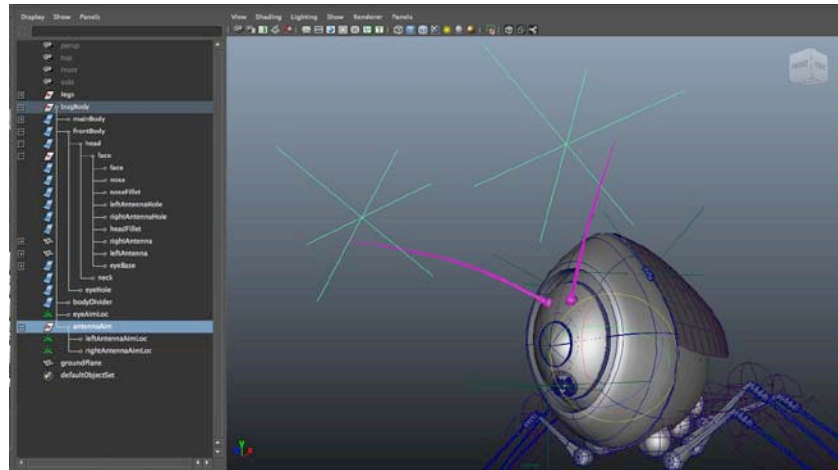 Display Show Panels
View Shading Lighting Show Renderer Panels
persp
top
front
side
legs
bugBody
mainBody
frontBody
head
face
face
nose
noseFillet
leftAntennaHole
rightAntennaHole
headFillet
rightAntenna
leftAntenna
eyeBase
neck
eyeHole
bodyDivider
eyeAimLoc
antennaAim
leftAntennaAimLoc
rightAntennaAimLoc
groundPlane
defaultObjectSet